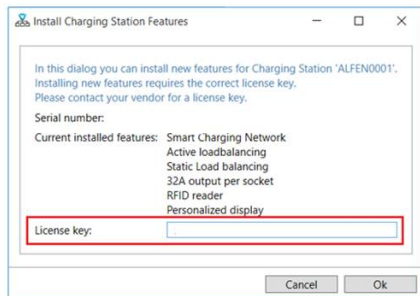 Install Charging Station Features
In this dialog you can install new features for Charging Station 'ALFEN0001'.
Installing new features requires the correct license key.
Please contact your vendor for a license key.
Serial number:
Current installed features: Smart Charging Network
Active loadbalancing
Static Load balancing
32A output per socket
RFID reader
Personalized display
License key:
Cancel Ok